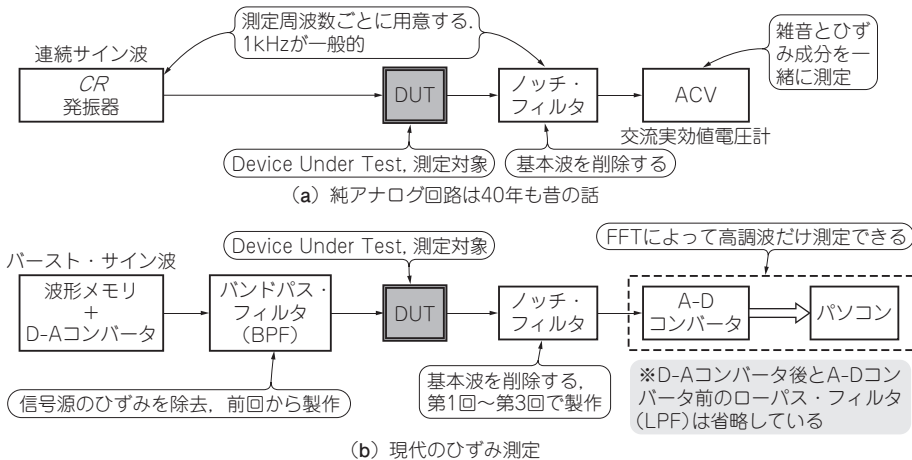 測定周波数ごとに用意する.
1kHzが一般的
雑音とひず
み成分を一
緒に測定
連続サイン波
CR
発振器
DUT
ノッチ・
フィルタ
ACV
交流実効値電圧計
Device Under Test, 測定対象
基本波を削除する
(a) 純アナログ回路は40年も昔の話
Device Under Test, 測定対象
FFTによって高調波だけ測定できる
バースト・サイン波
波形メモリ
+
D-Aコンバータ
バンドパス・
フィルタ
(BPF)
DUT
ノッチ・
フィルタ
A-D
コンバータ
パソコン
信号源のひずみを除去, 前回から製作
基本波を削除する,
第1回～第3回で製作
※D-Aコンバータ後とA-Dコン
バータ前のローパス・フィルタ
(LPF)は省略している
(b) 現代のひずみ測定